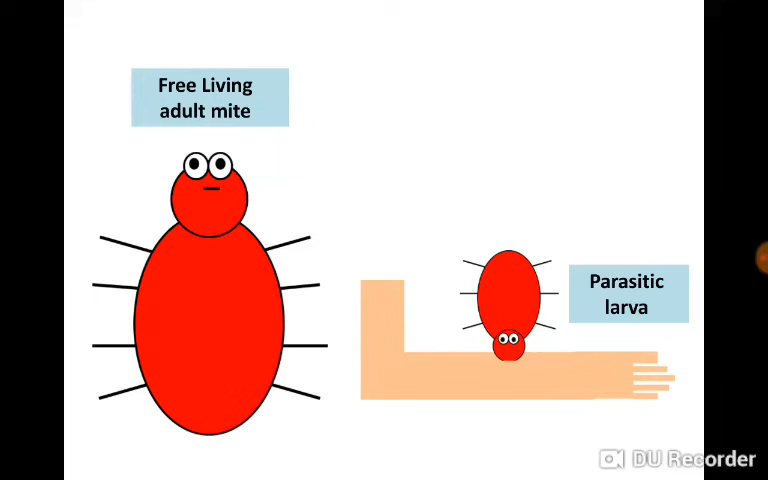 Free Living
adult mite
Parasitic
larva
DU Recorder